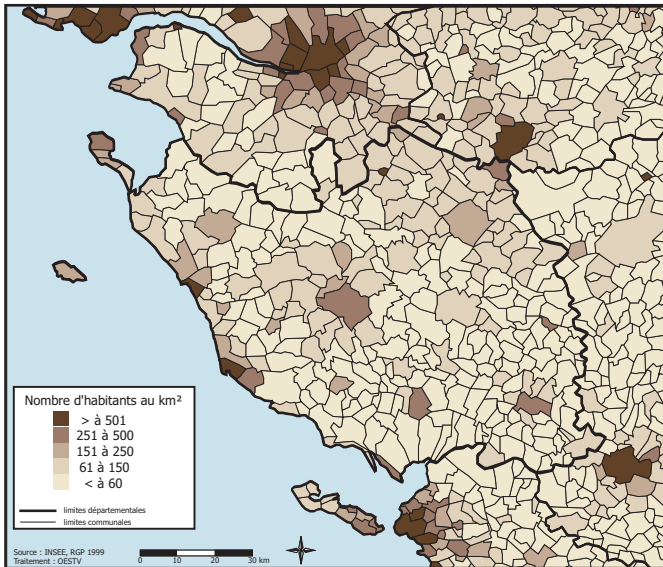 Nombre d'habitants au km²
> à 501
251 à 500
151 à 250
61 à 150
< à 60
limites départementales
limites communales
Source : INSEE, RGP 1999
Traitement : OESTV
0 10 20 30 km